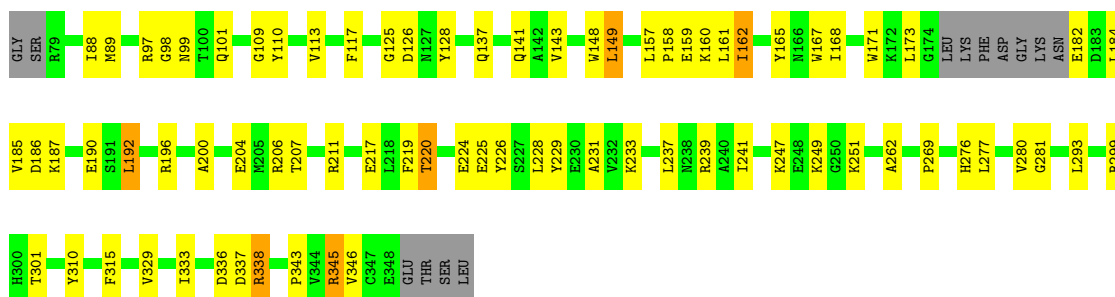 GLY SER R79 I88 M89 R97 G98 N99 T100 Q101 G109 Y110 V113 F117 G125 D126 N127 Y128 Q137 Q141 A142 V143 W148 L149 L157 P158 E159 K160 L161 I162 Y165 N166 W167 I168 W171 K172 L173 G174 LEU LYS PHE ASP GLY LYS ASN E182 D183 L184
V185 D186 K187 E190 S191 L192 R196 A200 E204 M205 R206 T207 R211 E217 L218 F219 T220 E224 E225 Y226 S227 L228 Y229 E230 A231 V232 K233 L237 N238 R239 A240 I241 K247 E248 K249 G250 K251 A262 P269 H276 L277 V280 G281 L293
H300 T301 Y310 F315 V329 I333 D336 D337 R338 P343 V344 R345 V346 C347 E348 GLU THR SER LEU